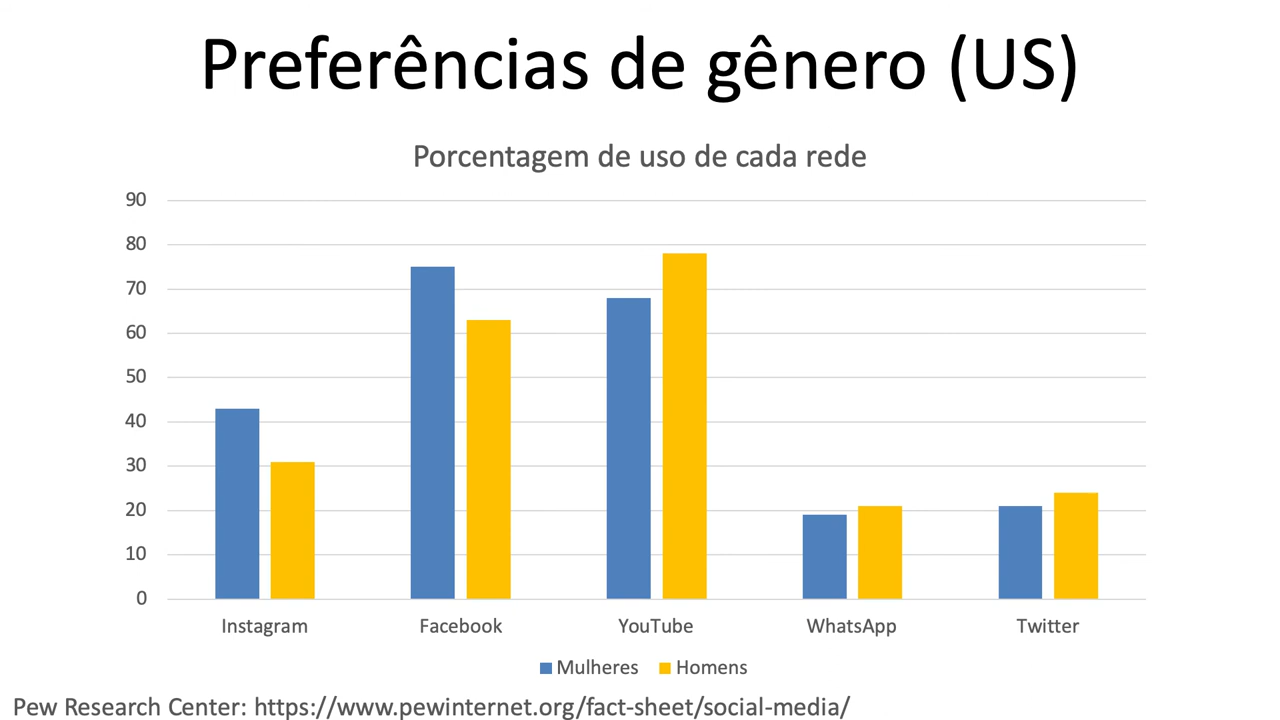 Preferências de gênero (US)
Porcentagem de uso de cada rede
90
80
70
60
50
40
30
20
10
0
Instagram Facebook YouTube WhatsApp Twitter
Mulheres Homens
Pew Research Center: https://www.pewinternet.org/fact-sheet/social-media/